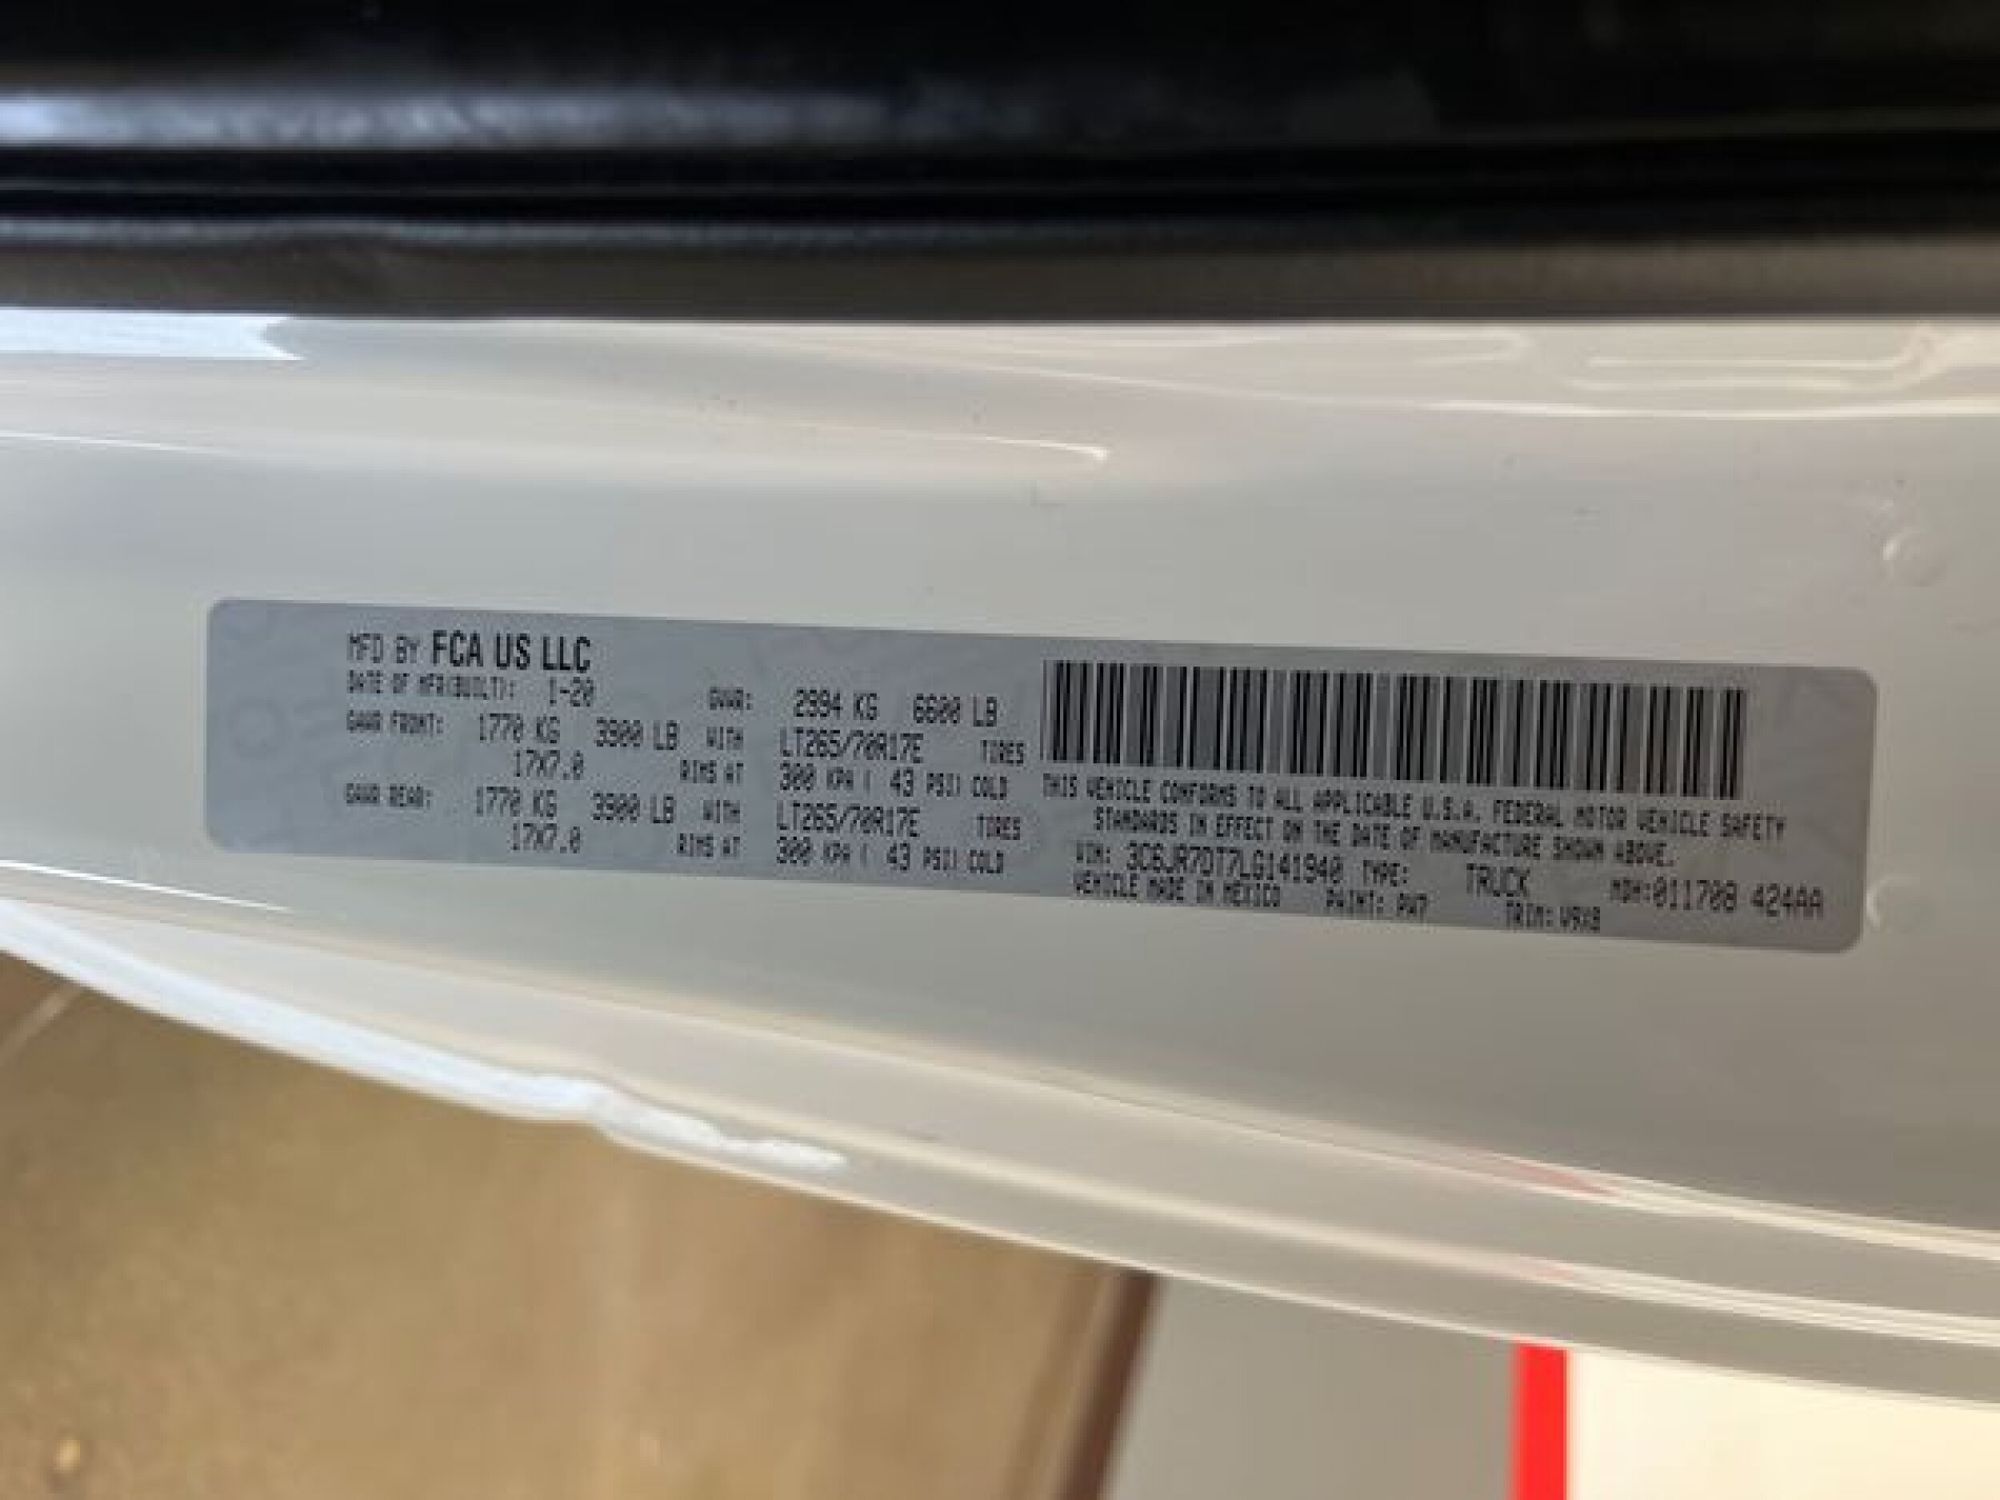 MFD BY FCA US LLC
DATE OF MFR(BUILT): 1-20 GVWR: 2994 KG 6600 LB
GAWR FRONT: 1770 KG 3900 LB WITH LT265/70R17E TIRES
17X7.0 RIMS AT 300 KPA ( 43 PSI) COLD
GAWR REAR: 1770 KG 3900 LB WITH LT265/70R17E TIRES
17X7.0 RIMS AT 300 KPA ( 43 PSI) COLD
THIS VEHICLE CONFORMS TO ALL APPLICABLE U.S.A. FEDERAL MOTOR VEHICLE SAFETY
STANDARDS IN EFFECT ON THE DATE OF MANUFACTURE SHOWN ABOVE.
VIN: 3C6JR7DT7LG141940 TYPE: TRUCK MDH:011708 424AA
VEHICLE MADE IN MEXICO PAINT: PW7 TRIM:V9X8